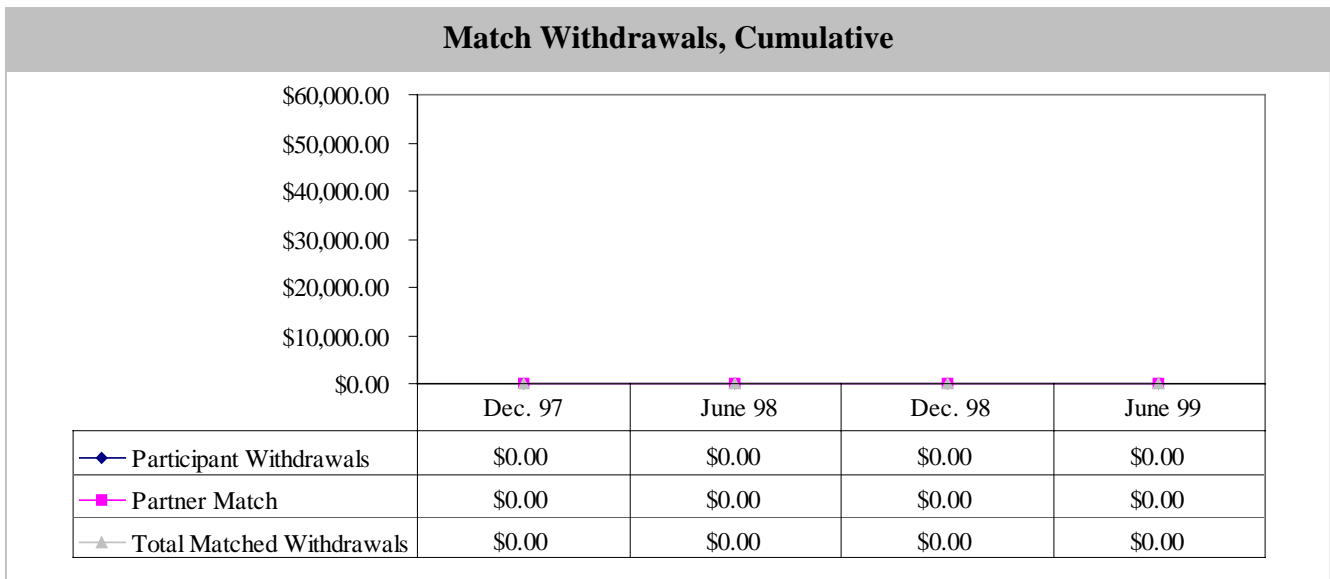 Match Withdrawals, Cumulative
$60,000.00
$50,000.00
$40,000.00
$30,000.00
$20,000.00
$10,000.00
$0.00
Dec. 97 June 98 Dec. 98 June 99
Participant Withdrawals $0.00 $0.00 $0.00 $0.00
Partner Match $0.00 $0.00 $0.00 $0.00
Total Matched Withdrawals $0.00 $0.00 $0.00 $0.00